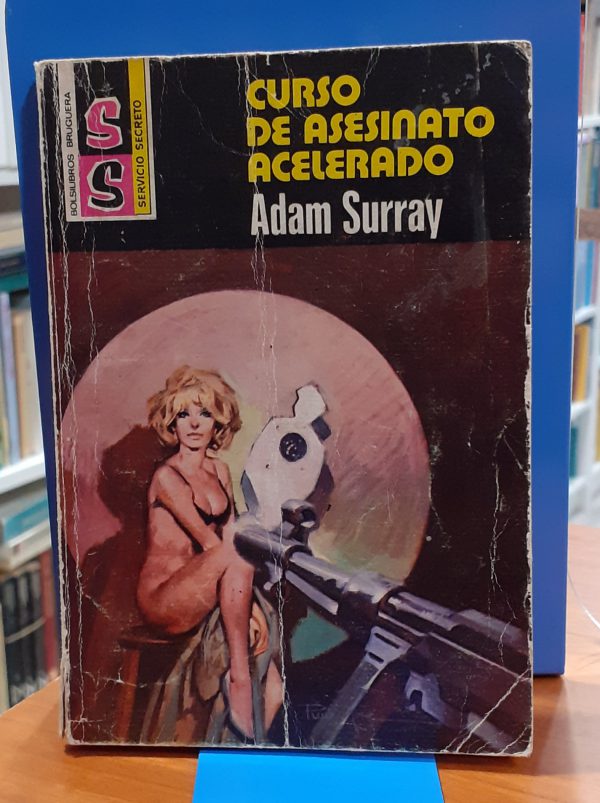 BOLSILIBROS BRUGUERA
SS
SERVICIO SECRETO
CURSO
DE ASESINATO
ACELERADO
Adam Surray